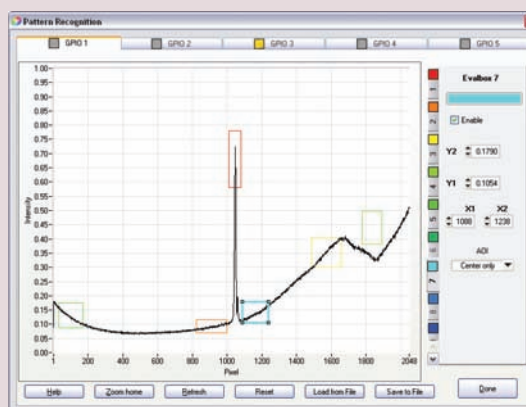 Pattern Recognition
GPIO 1 GPIO 2 GPIO 3 GPIO 4 GPIO 5
1.00
0.95
0.90
0.85
0.80
0.75
0.70
0.65
0.60
0.55
0.50
0.45
0.40
0.35
0.30
0.25
0.20
0.15
0.10
0.05
0.00
Intensity
1 200 400 600 800 1000 1200 1400 1600 1800 2048
Pixel
1
2
3
4
5
6
7
8
Evalbox 7
Enable
Y2 0.1790
Y1 0.1054
X1 X2
1088 1238
AOI
Center only
Help Zoom home Refresh Reset Load from File Save to File Done